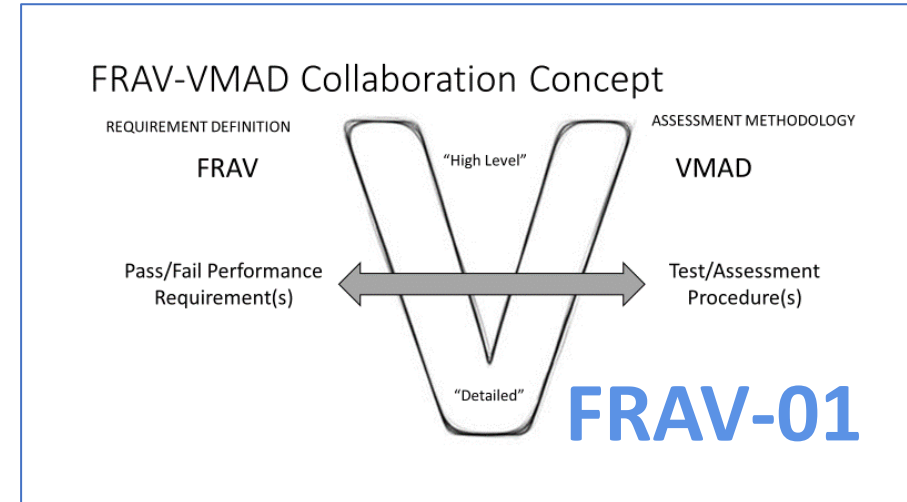 FRAV-VMAD Collaboration Concept
REQUIREMENT DEFINITION
FRAV
"High Level"
ASSESSMENT METHODOLOGY
VMAD
Pass/Fail Performance
Requirement(s)
Test/Assessment
Procedure(s)
"Detailed"
FRAV-01